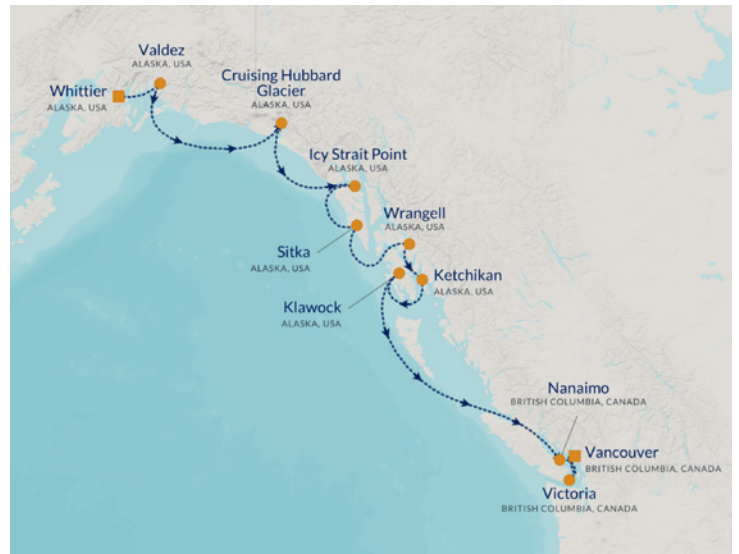 Valdez
ALASKA, USA
Whittier
ALASKA, USA
Cruising Hubbard
Glacier
ALASKA, USA
Icy Strait Point
ALASKA, USA
Wrangell
ALASKA, USA
Sitka
ALASKA, USA
Ketchikan
ALASKA, USA
Klawock
ALASKA, USA
Nanaimo
BRITISH COLUMBIA, CANADA
Vancouver
BRITISH COLUMBIA, CANADA
Victoria
BRITISH COLUMBIA, CANADA